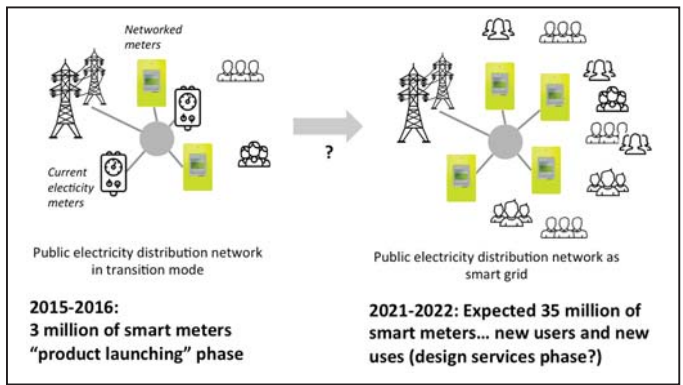 Networked
meters
Current
electicity
meters
?
Public electricity distribution network
in transition mode
2015-2016:
3 million of smart meters
“product launching” phase
Public electricity distribution network as
smart grid
2021-2022: Expected 35 million of
smart meters... new users and new
uses (design services phase?)